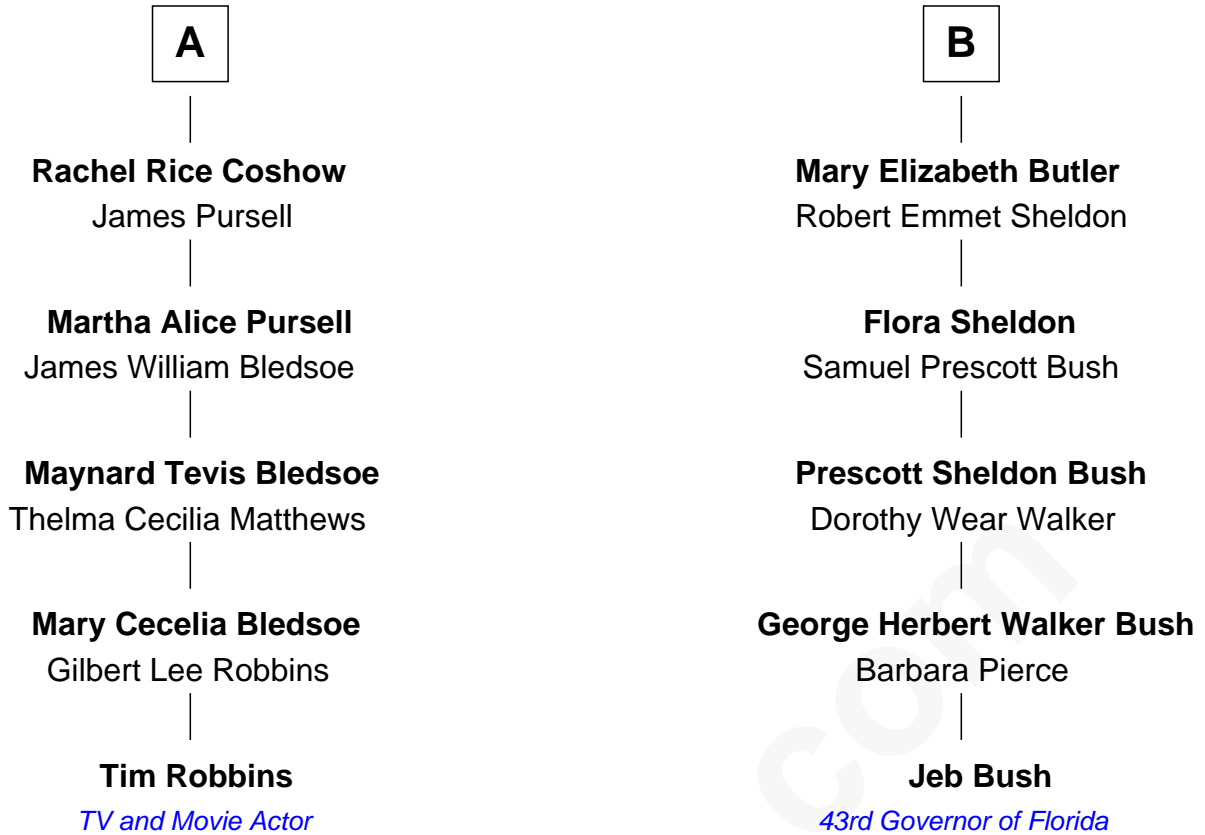 A
Rachel Rice Coshow
James Pursell
Martha Alice Pursell
James William Bledsoe
Maynard Tevis Bledsoe
Thelma Cecilia Matthews
Mary Cecelia Bledsoe
Gilbert Lee Robbins
Tim Robbins
TV and Movie Actor
B
Mary Elizabeth Butler
Robert Emmet Sheldon
Flora Sheldon
Samuel Prescott Bush
Prescott Sheldon Bush
Dorothy Wear Walker
George Herbert Walker Bush
Barbara Pierce
Jeb Bush
43rd Governor of Florida
com